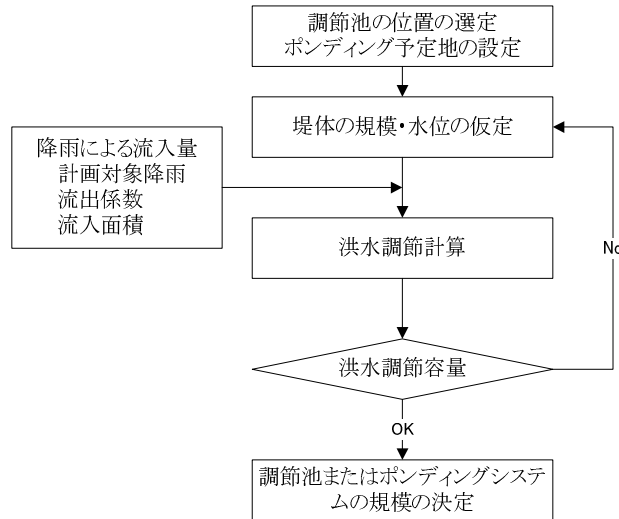 調節池の位置の選定
ポンディング予定地の設定
堤体の規模・水位の仮定
降雨による流入量
計画対象降雨
流出係数
流入面積
洪水調節計算
No
洪水調節容量
OK
調節池またはポンディングシステ
ムの規模の決定